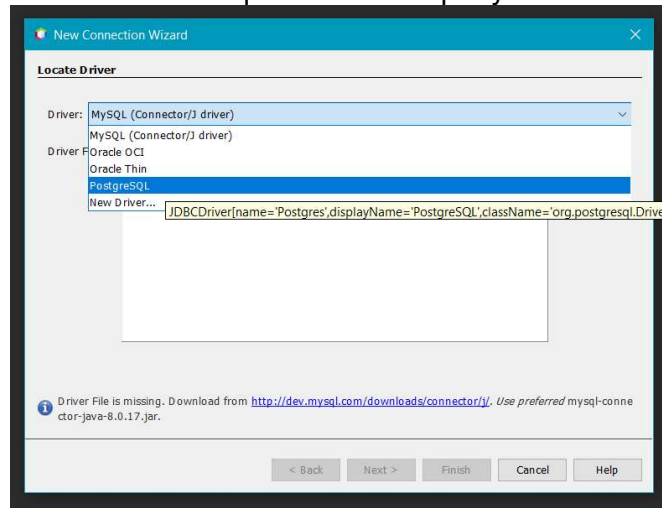 New Connection Wizard
Locate Driver
Driver: MySQL (Connector/J driver)
MySQL (Connector/J driver)
Driver F
Oracle OCI
Oracle Thin
PostgreSQL
New Driver...
JDBCDriver[name='Postgres',displayName='PostgreSQL',className='org.postgresql.Drive
Driver File is missing. Download from http://dev.mysql.com/downloads/connector/j/. Use preferred mysql-conne
ctor-java-8.0.17.jar.
< Back Next > Finish Cancel Help